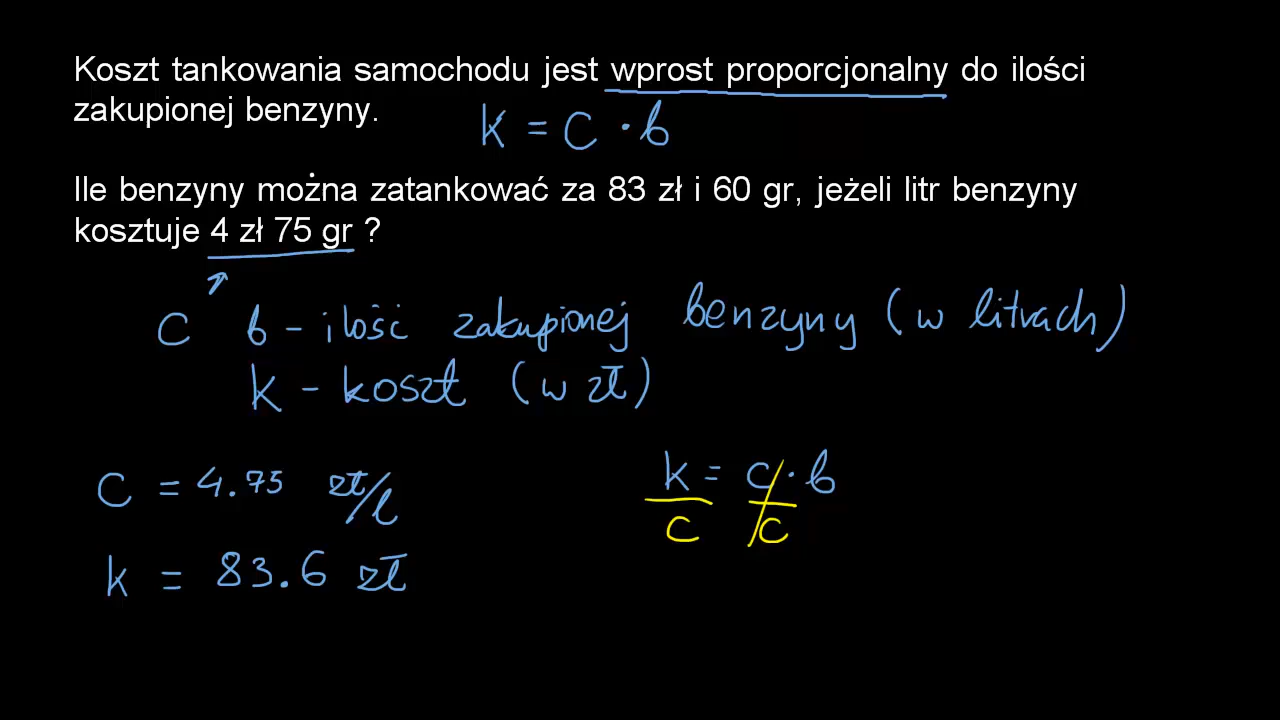 Koszt tankowania samochodu jest wprost proporcjonalny do ilości
zakupionej benzyny.
k = C · b
Ile benzyny można zatankować za 83 zł i 60 gr, jeżeli litr benzyny
kosztuje 4 zł 75 gr ?
C b - ilość zakupionej benzyny (w litrach)
k - koszt (w zł)
C = 4.75 zł/l
k = 83.6 zł
k = c · b
c c